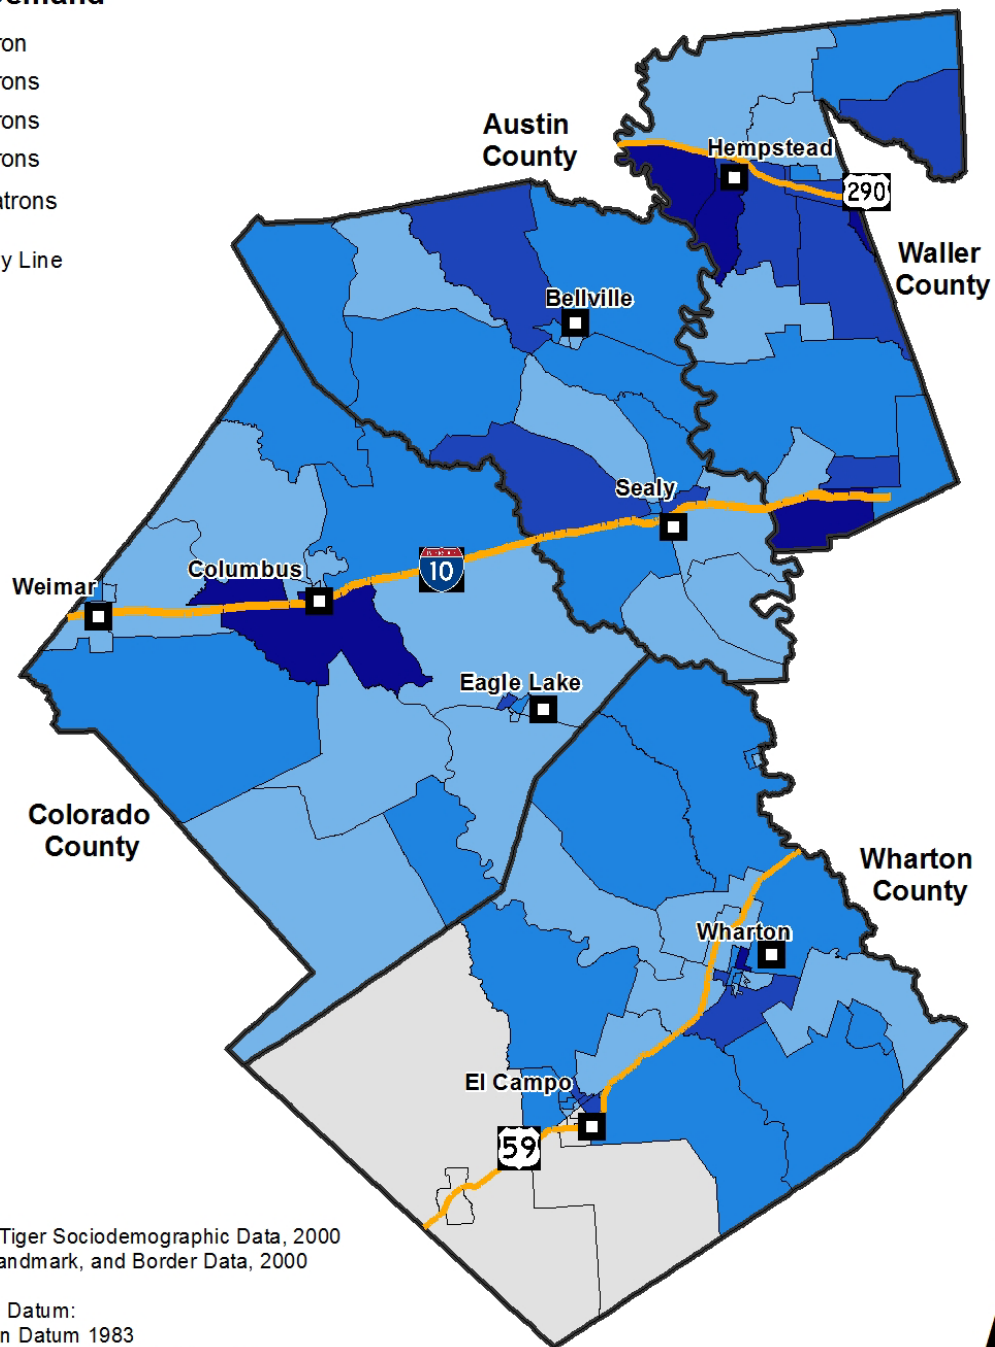 ron
rons
rons
rons
atrons
y Line
Austin
County
Hempstead
290
Waller
County
Bellville
Sealy
10
Columbus
Weimar
Eagle Lake
Colorado
County
Wharton
County
Wharton
El Campo
59
Tiger Sociodemographic Data, 2000
andmark, and Border Data, 2000
Datum:
n Datum 1983